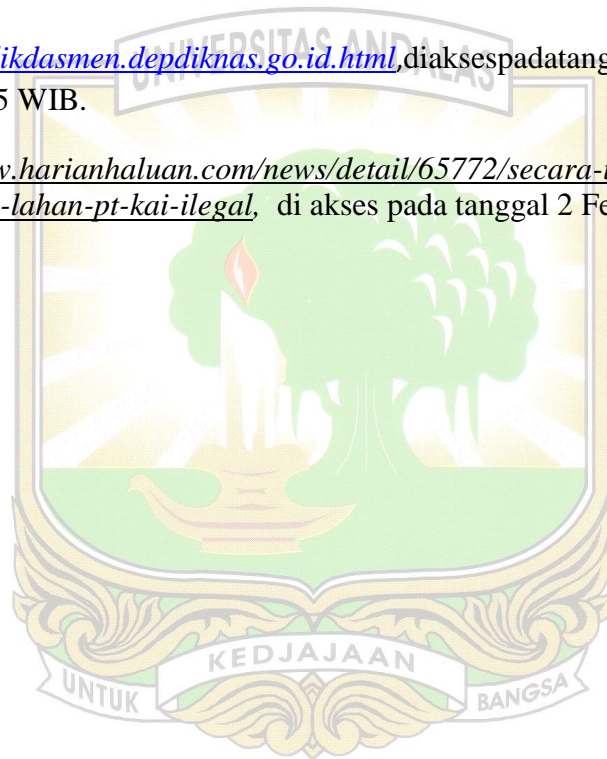 UNIVERSITAS ANDALAS
ikdasmen.depdiknas.go.id.html,diaksespadatang
5 WIB.
w.harianhaluan.com/news/detail/65772/secara-
-lahan-pt-kai-ilegal, di akses pada tanggal 2 Fe
KEDJAJAAN
UNTUK
BANGSA